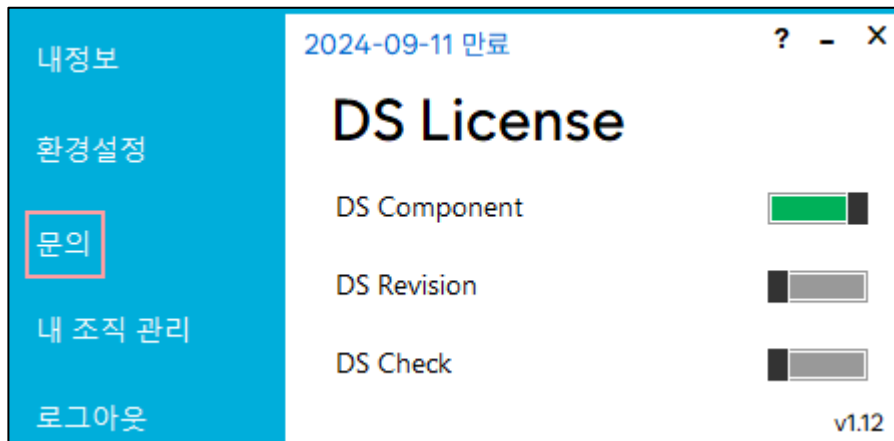 내정보
환경설정
문의
내 조직 관리
로그아웃
2024-09-11 만료
? - ×
DS License
DS Component
DS Revision
DS Check
v1.12